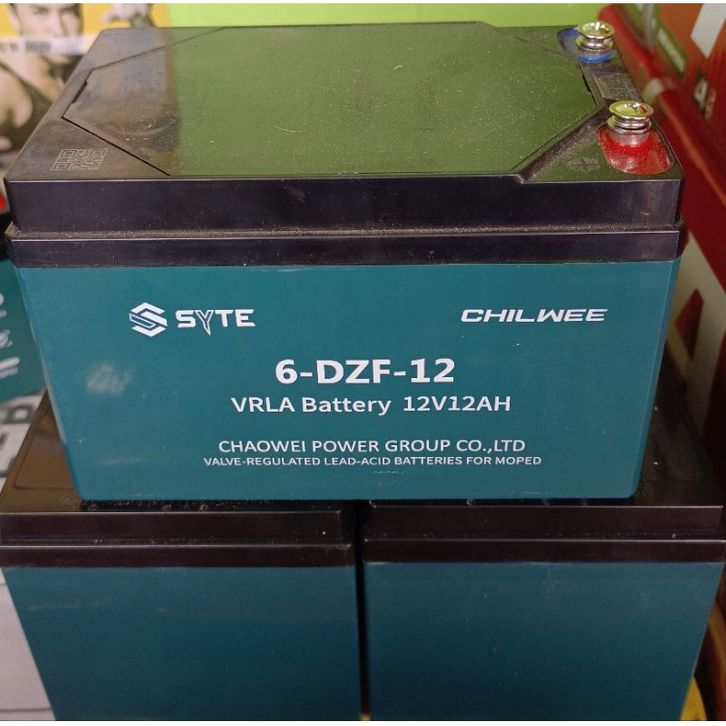 SYTE
CHILWEE
6-DZF-12
VRLA Battery 12V12AH
CHAOWEI POWER GROUP CO.,LTD
VALVE-REGULATED LEAD-ACID BATTERIES FOR MOPED